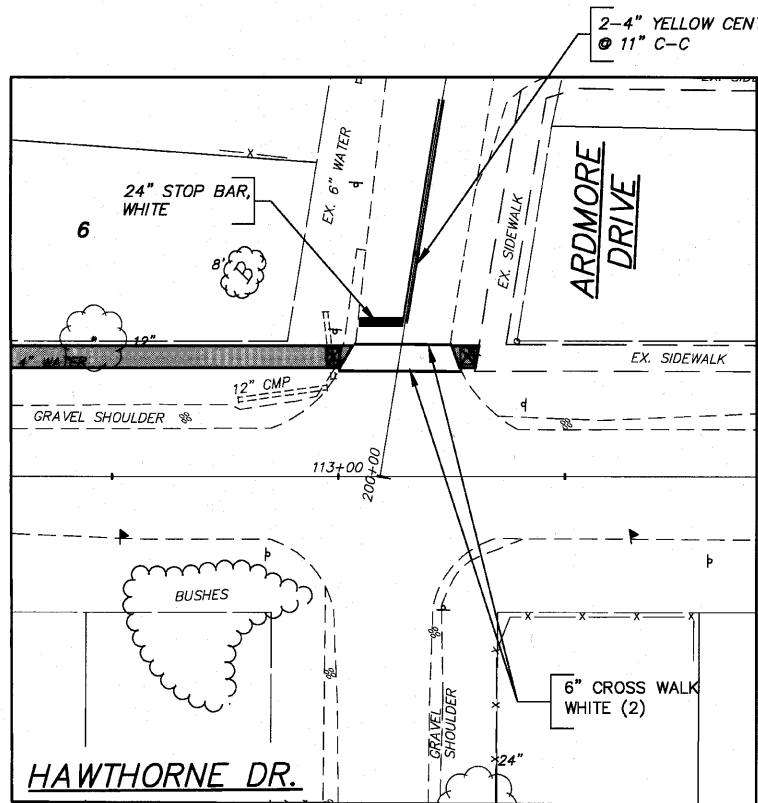 2-4" YELLOW CENT
@ 11" C-C
24" STOP BAR,
WHITE
EX. 6" WATER
6
8'
EX. SIDEWALK
ARDMORE
DRIVE
12"
4" WATER
EX. SIDEWALK
12" CMP
GRAVEL SHOULDER
113+00
200+00
BUSHES
6" CROSS WALK
WHITE (2)
GRAVEL
SHOULDER
24"
HAWTHORNE DR.